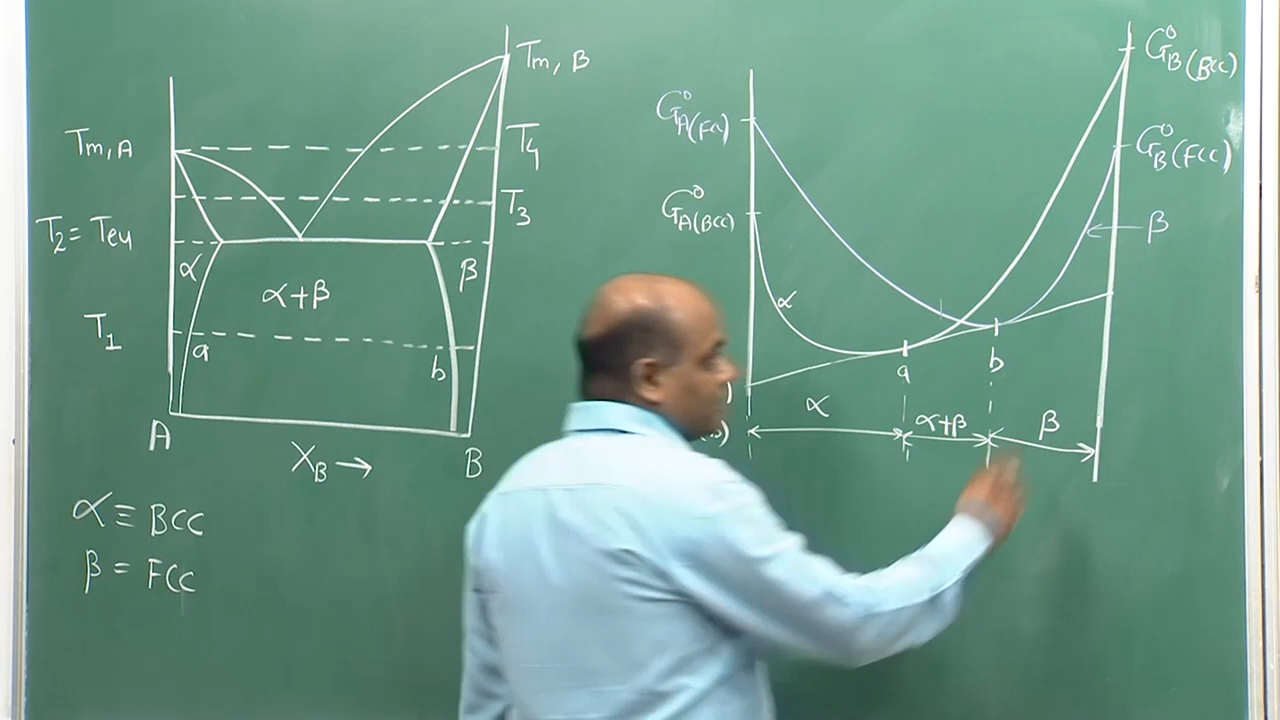 Tm,A
T2 = Teu
T1
A
XB →
B
Tm,B
T4
T3
α
α+β
β
a
b
α ≡ BCC
β = FCC
G°A(FCC)
G°A(BCC)
G°B(BCC)
G°B(FCC)
α
β
a
b
α
α+β
β